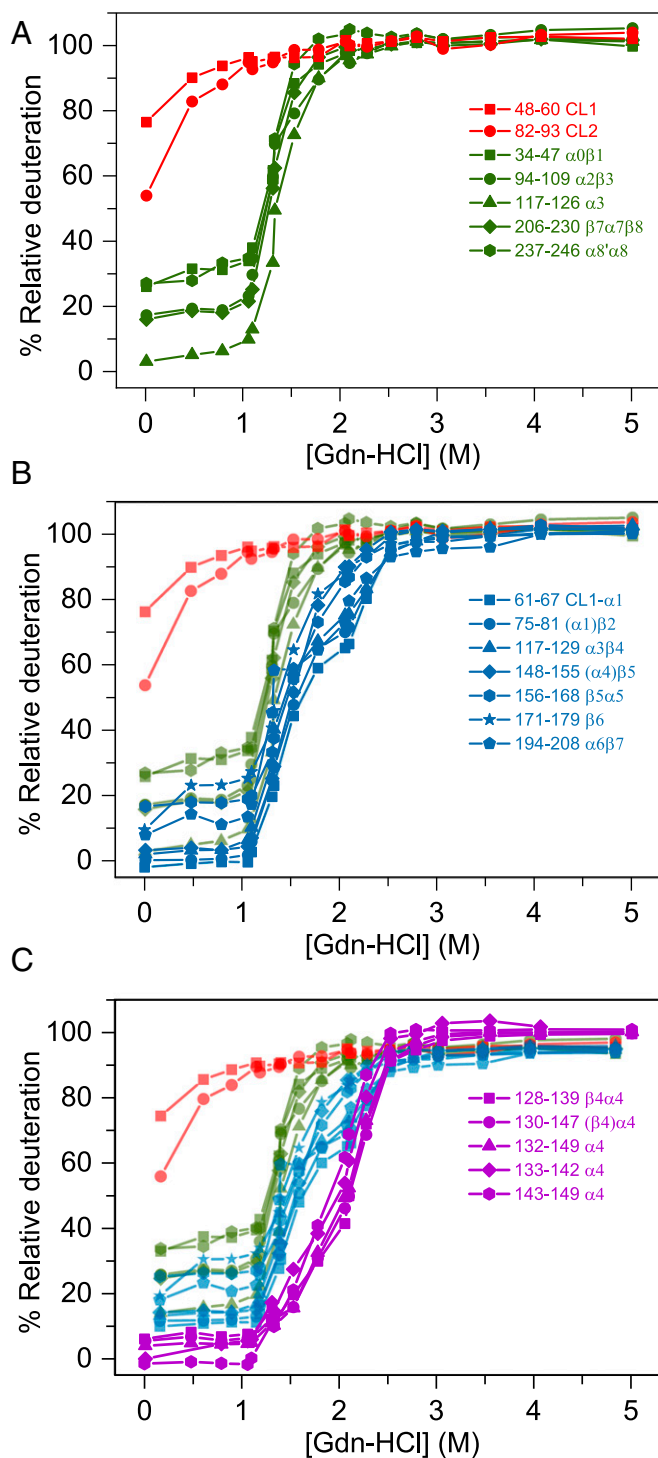 A
% Relative deuteration
100
80
60
40
20
0
48-60 CL1
82-93 CL2
34-47 α0β1
94-109 α2β3
117-126 α3
206-230 β7α7β8
237-246 α8'α8
0 1 2 3 4 5
[Gdn-HCl] (M)
B
% Relative deuteration
100
80
60
40
20
0
61-67 CL1-α1
75-81 (α1)β2
117-129 α3β4
148-155 (α4)β5
156-168 β5α5
171-179 β6
194-208 α6β7
0 1 2 3 4 5
[Gdn-HCl] (M)
C
% Relative deuteration
100
80
60
40
20
0
128-139 β4α4
130-147 (β4)α4
132-149 α4
133-142 α4
143-149 α4
0 1 2 3 4 5
[Gdn-HCl] (M)